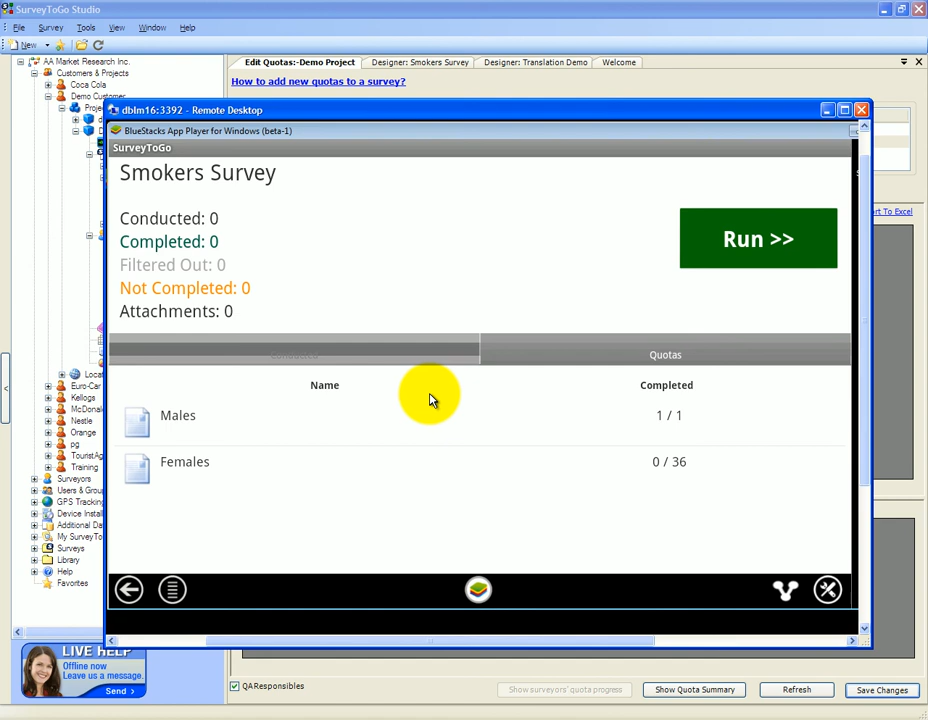 SurveyToGo Studio
File Survey Tools View Window Help
New
AA Market Research Inc.
Customers & Projects
Coca Cola
Demo Customer
Edit Quotas:-Demo Project Designer: Smokers Survey Designer: Translation Demo Welcome
How to add new quotas to a survey?
dblm16:3392 - Remote Desktop
BlueStacks App Player for Windows (beta-1)
SurveyToGo
Smokers Survey
Conducted: 0
Completed: 0
Filtered Out: 0
Not Completed: 0
Attachments: 0
Run >>
Conducted Quotas
Name Completed
Males 1 / 1
Females 0 / 36
Euro-Car
Kellogs
McDonal
Nestle
Orange
pg
TouristAg
Training
Surveyors
Users & Grou
GPS Tracking
Device Install
Additional Da
My SurveyTo
Surveys
Library
Help
Favorites
LIVE HELP
Offline now
Leave us a message.
Send >
QAResponsibles
Show surveyors' quota progress Show Quota Summary Refresh Save Changes